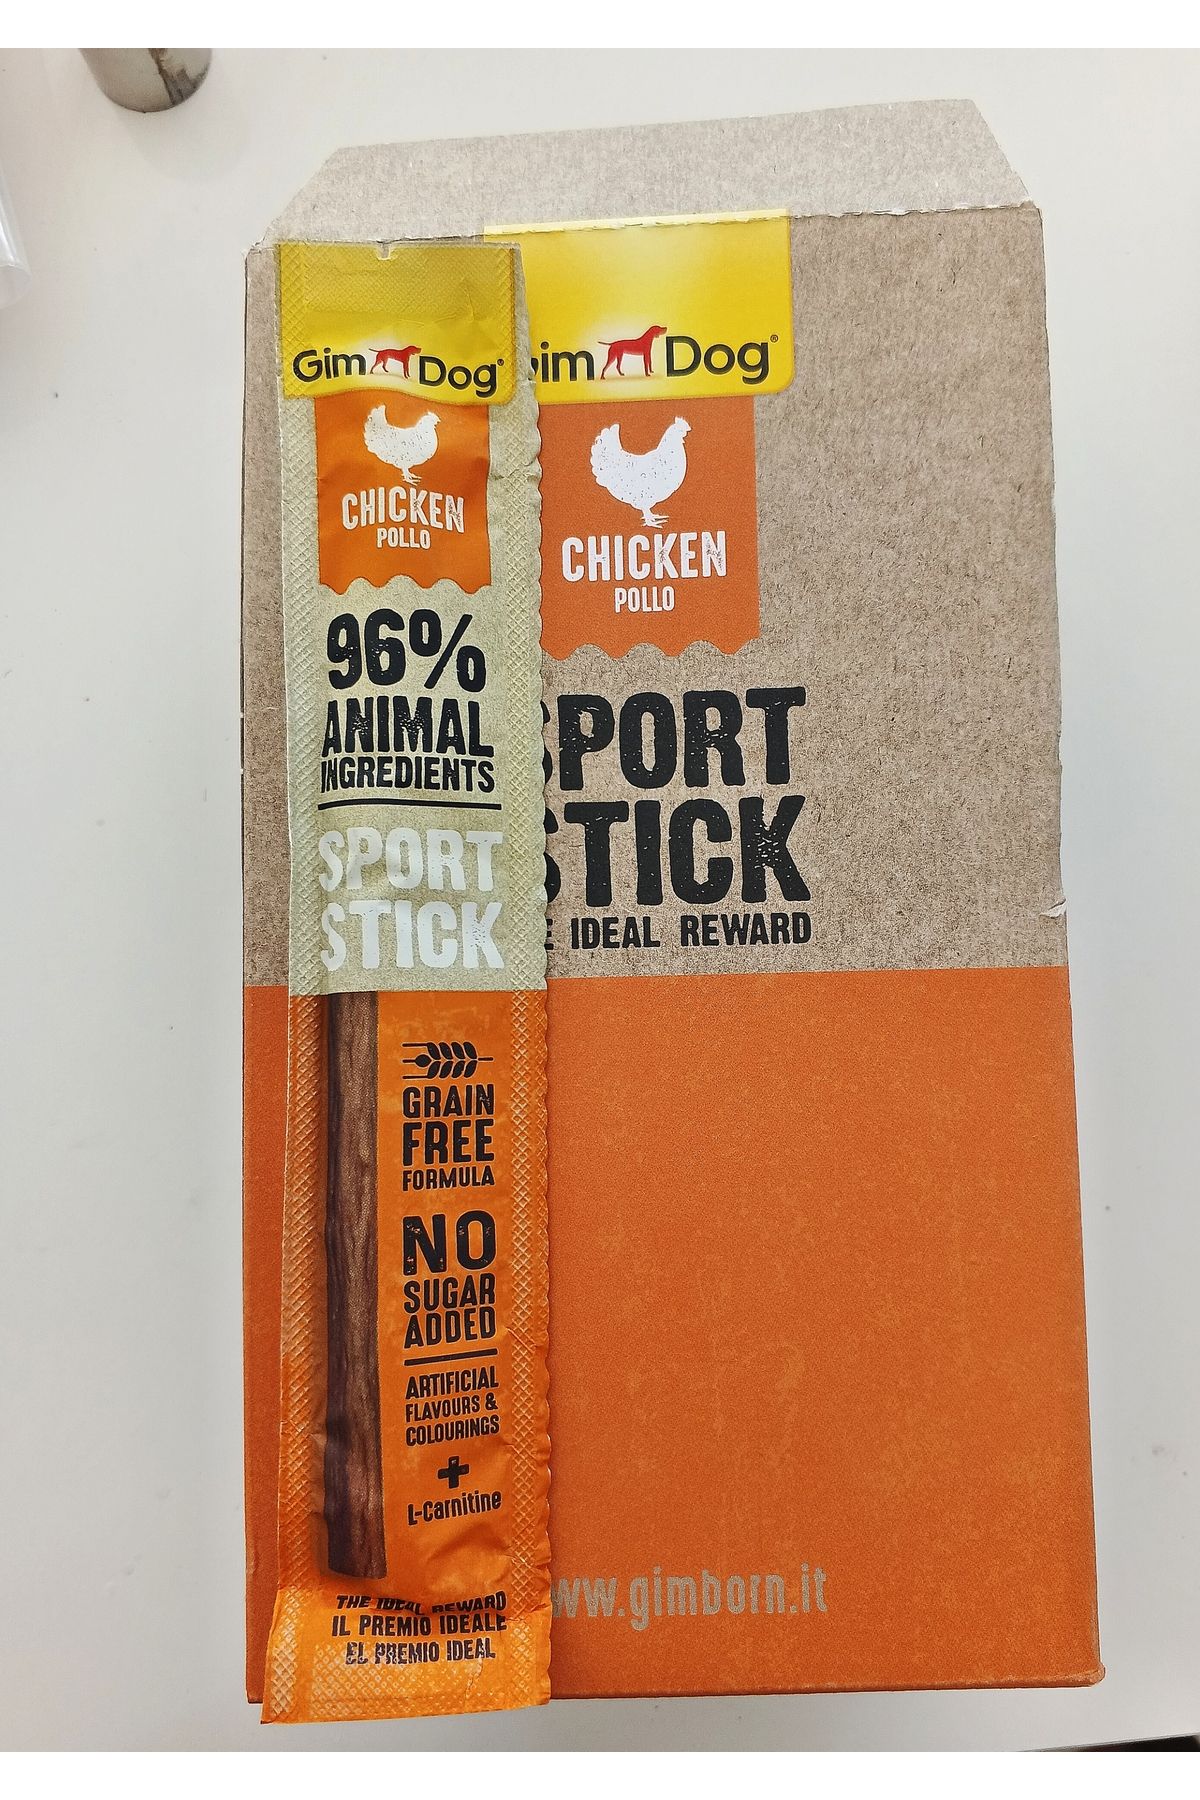 GimDog®
CHICKEN
POLLO
96%
ANIMAL
INGREDIENTS
SPORT
STICK
GRAIN
FREE
FORMULA
NO
SUGAR
ADDED
ARTIFICIAL
FLAVOURS &
COLOURINGS
+
L-Carnitine
THE IDEAL REWARD
IL PREMIO IDEALE
EL PREMIO IDEAL
im Dog®
CHICKEN
POLLO
SPORT
STICK
E IDEAL REWARD
ww.gimborn.it